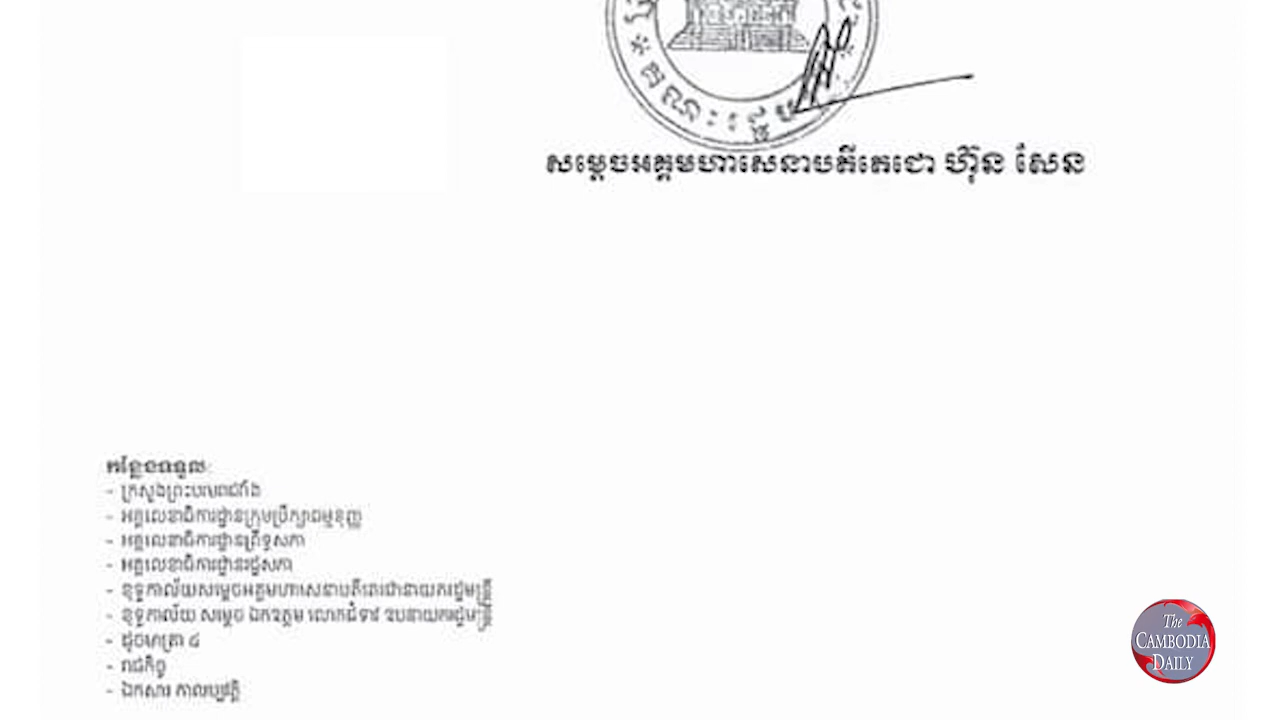 គណៈរដ្ឋម
សម្តេចអគ្គមហាសេនាបតីតេជោ ហ៊ុន សែន
កន្លែងទទួល:
- ក្រសួងព្រះបរមរាជវាំង
- អគ្គលេខាធិការដ្ឋានក្រុមប្រឹក្សាធម្មនុញ្ញ
- អគ្គលេខាធិការដ្ឋានព្រឹទ្ធសភា
- អគ្គលេខាធិការដ្ឋានរដ្ឋសភា
- ខុទ្ទកាល័យសម្តេចអគ្គមហាសេនាបតីតេជោនាយករដ្ឋមន្ត្រី
- ខុទ្ទកាល័យ សម្តេច ឯកឧត្តម លោកជំទាវ ឧបនាយករដ្ឋមន្ត្រី
- ដូចមាត្រា ៤
- រាជកិច្ច
- ឯកសារ កាលប្បវត្តិ
The
CAMBODIA
DAILY